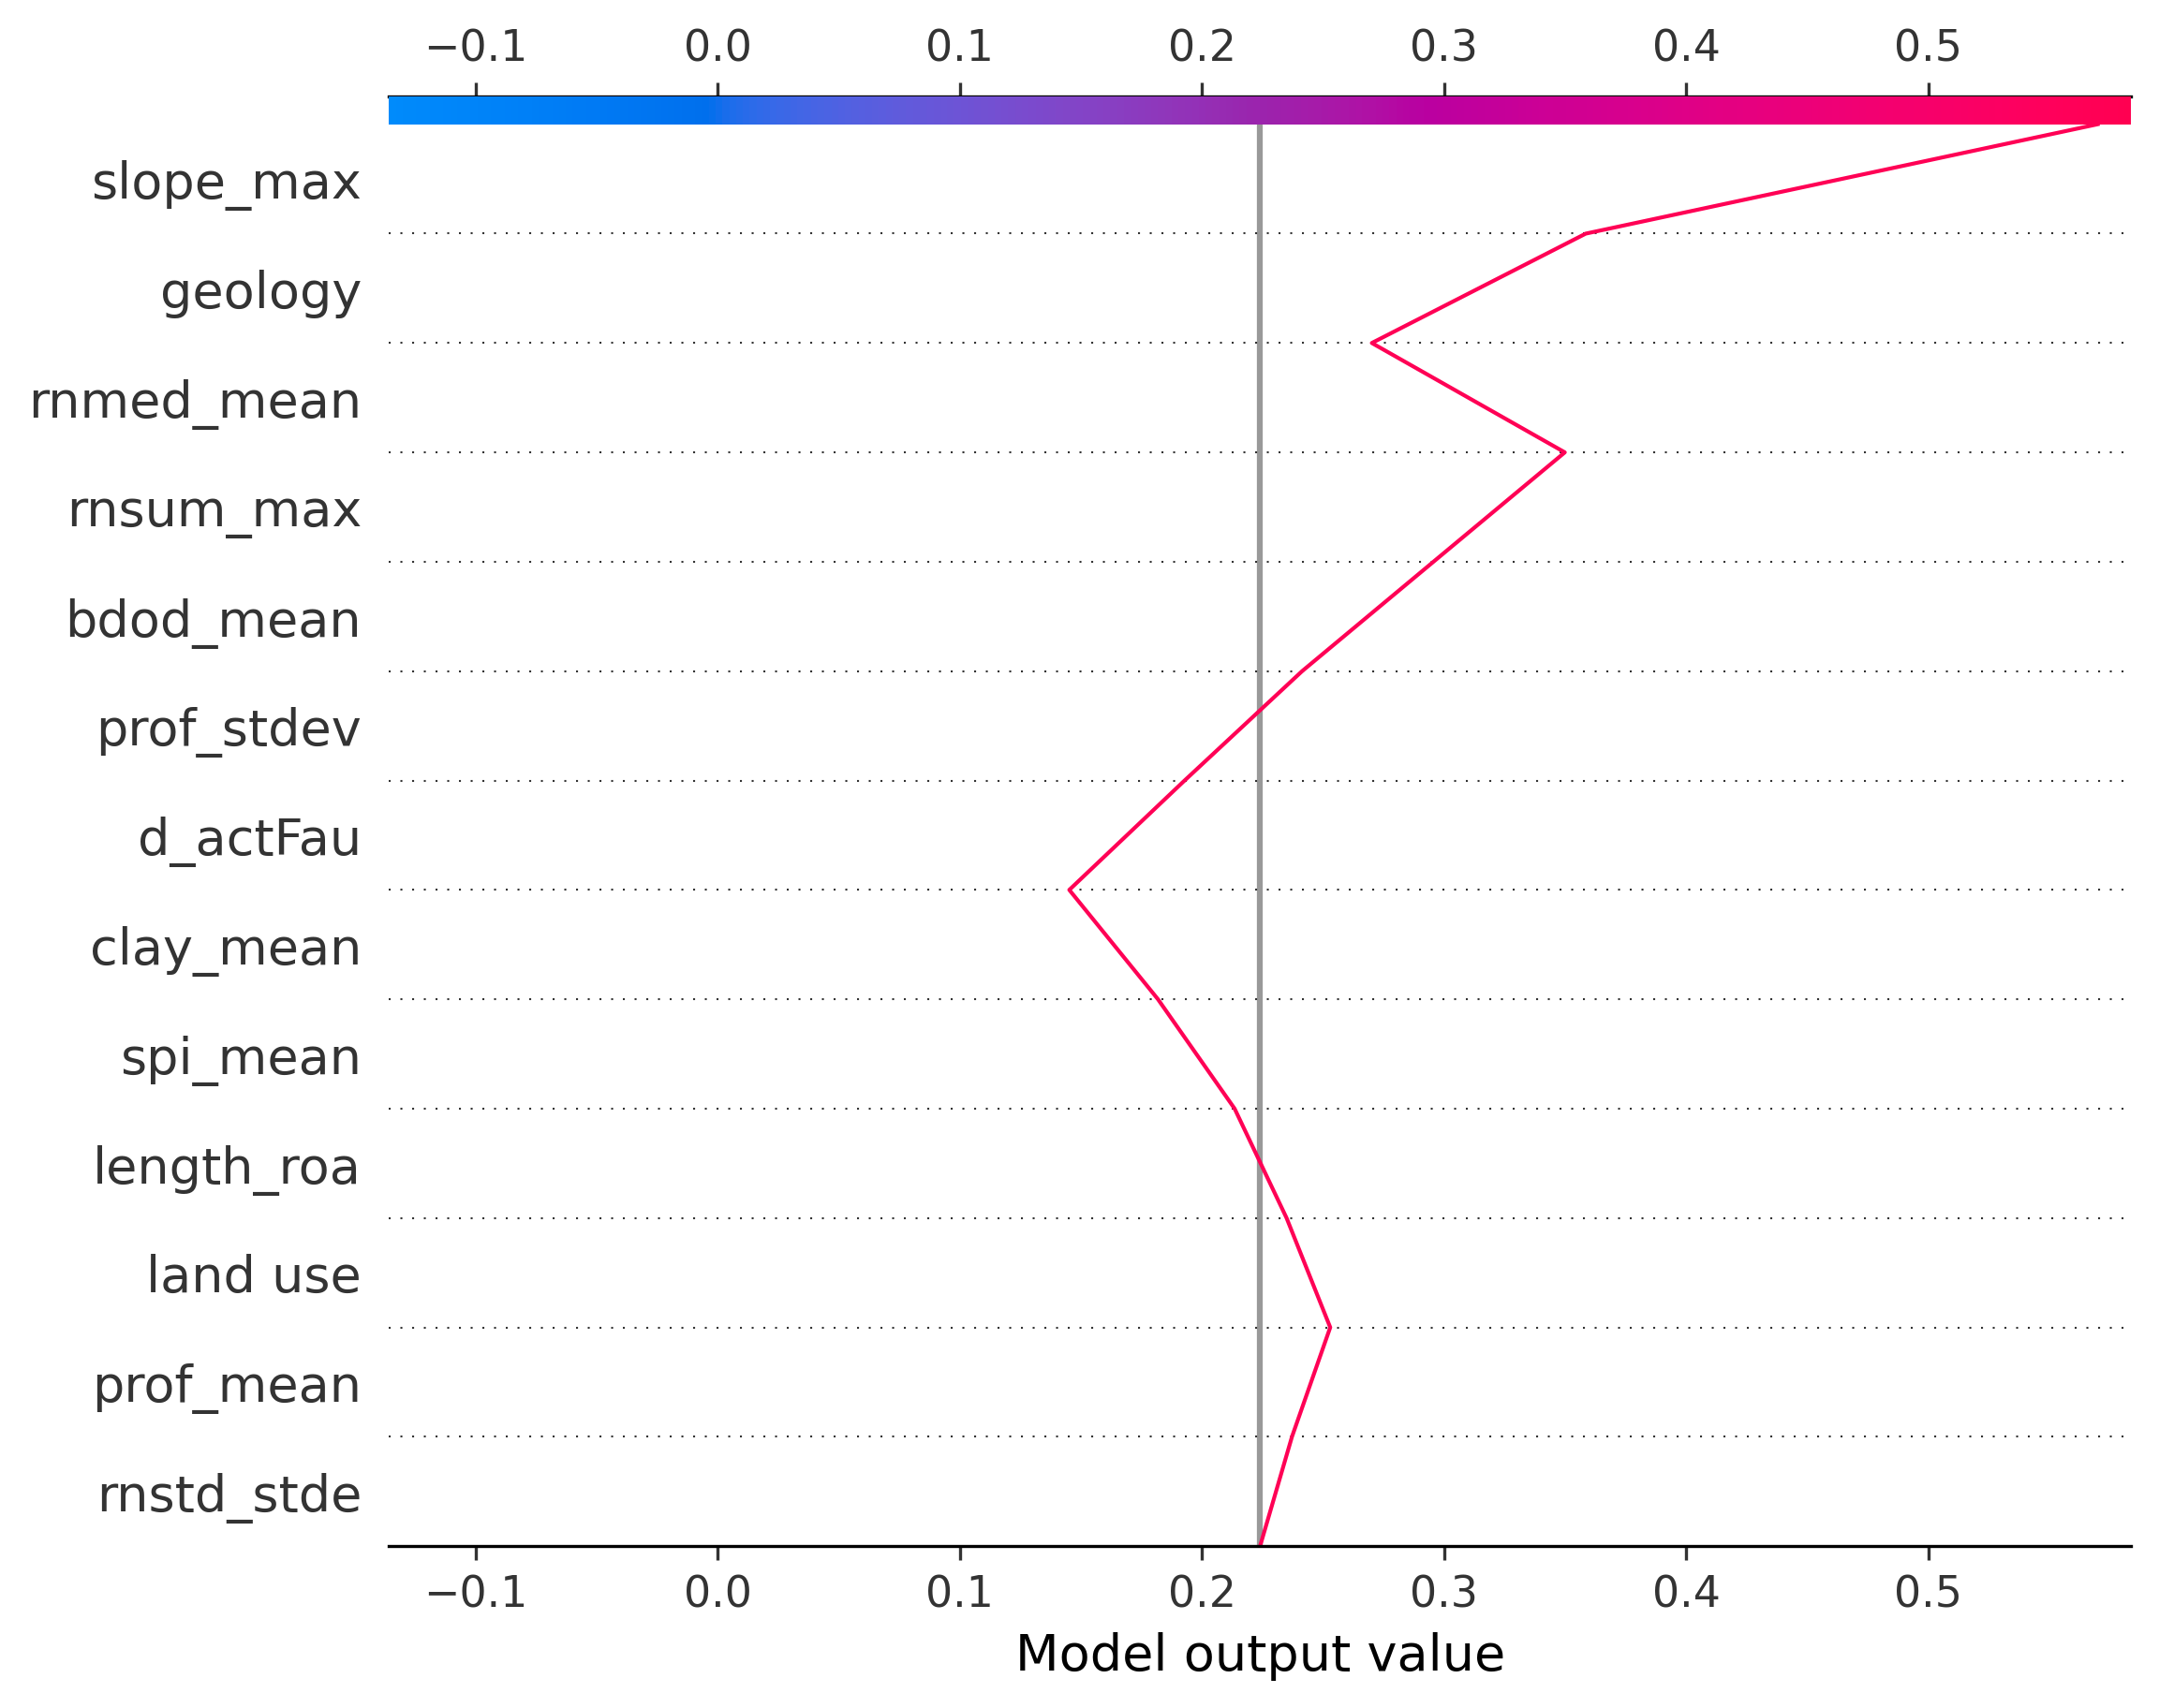 −0.1 0.0 0.1 0.2 0.3 0.4 0.5
slope_max
geology
rnmed_mean
rnsum_max
bdod_mean
prof_stdev
d_actFau
clay_mean
spi_mean
length_roa
land use
prof_mean
rnstd_stde
−0.1 0.0 0.1 0.2 0.3 0.4 0.5
Model output value